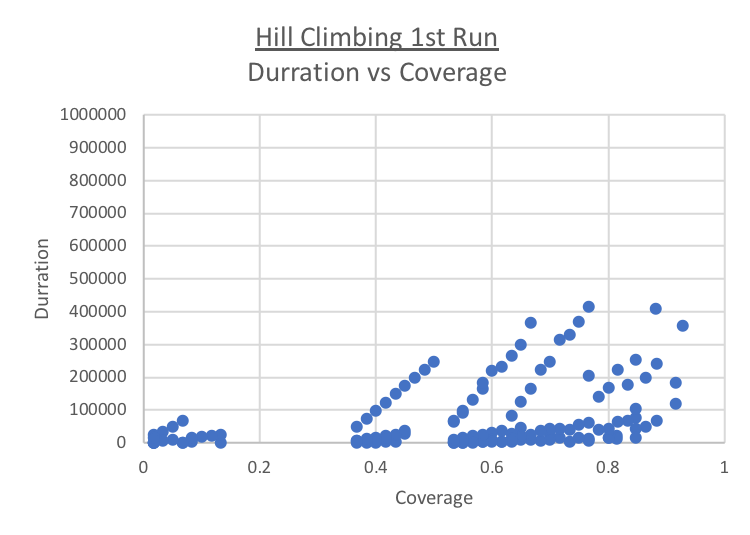 Hill Climbing 1st Run
Durration vs Coverage
1000000
900000
800000
700000
600000
500000
400000
300000
200000
100000
0
Durration
0 0.2 0.4 0.6 0.8 1
Coverage